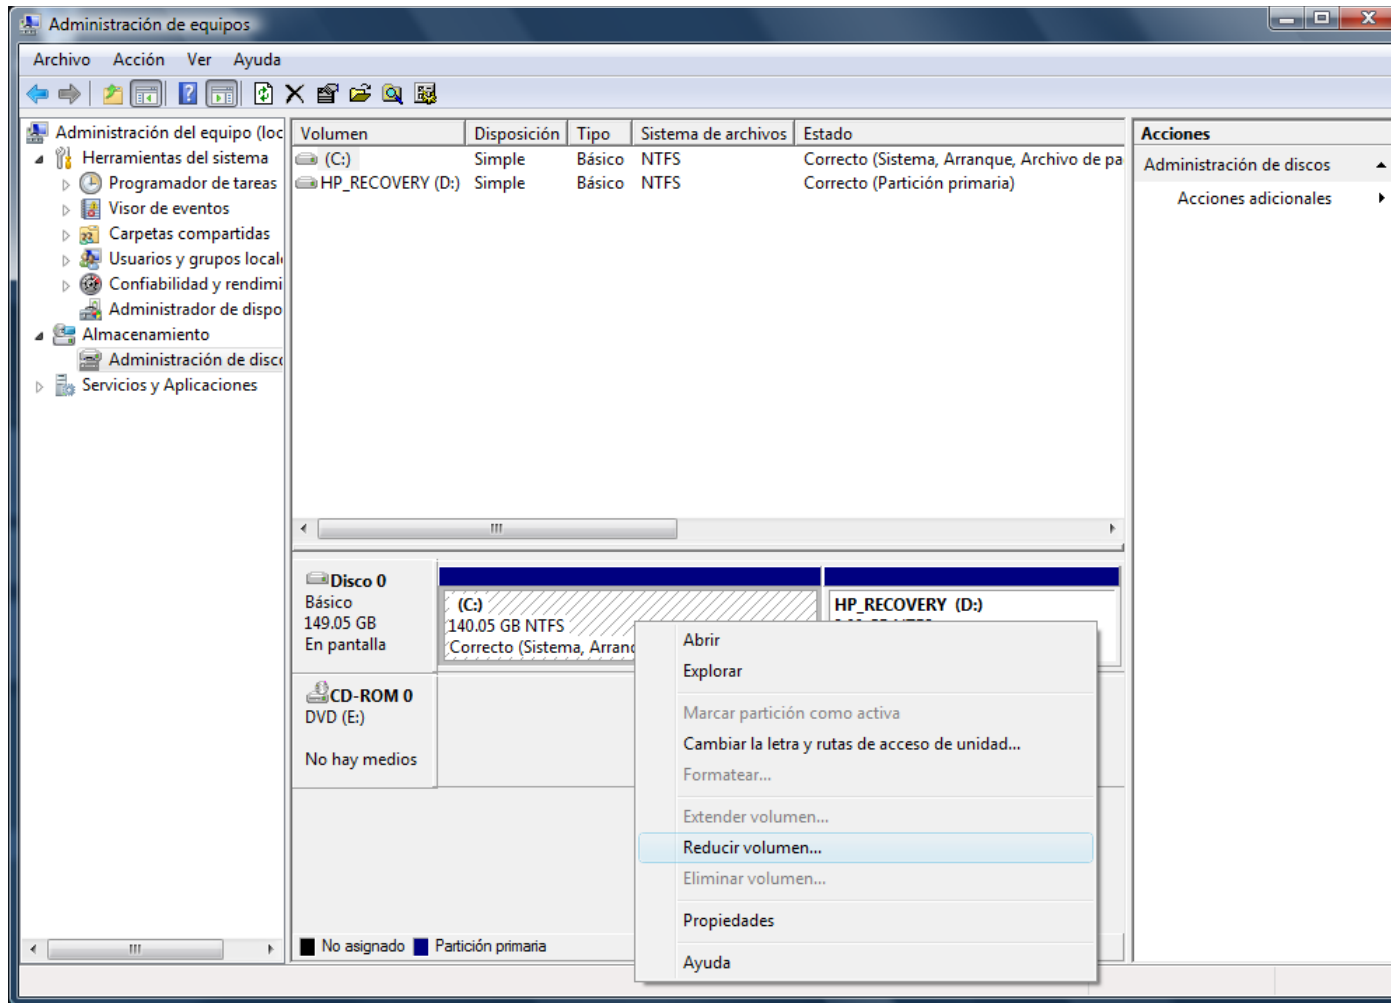 Administración de equipos
Archivo Acción Ver Ayuda
Administración del equipo (loc
Herramientas del sistema
Programador de tareas
Visor de eventos
Carpetas compartidas
Usuarios y grupos local
Confiabilidad y rendimi
Administrador de dispo
Almacenamiento
Administración de disc
Servicios y Aplicaciones
Volumen Disposición Tipo Sistema de archivos Estado
(C:) Simple Básico NTFS Correcto (Sistema, Arranque, Archivo de pa
HP_RECOVERY (D:) Simple Básico NTFS Correcto (Partición primaria)
Acciones
Administración de discos
Acciones adicionales
Disco 0
Básico
149.05 GB
En pantalla
(C:)
140.05 GB NTFS
Correcto (Sistema, Arran
HP_RECOVERY (D:)
CD-ROM 0
DVD (E:)
No hay medios
Abrir
Explorar
Marcar partición como activa
Cambiar la letra y rutas de acceso de unidad...
Formatear...
Extender volumen...
Reducir volumen...
Eliminar volumen...
Propiedades
Ayuda
No asignado Partición primaria